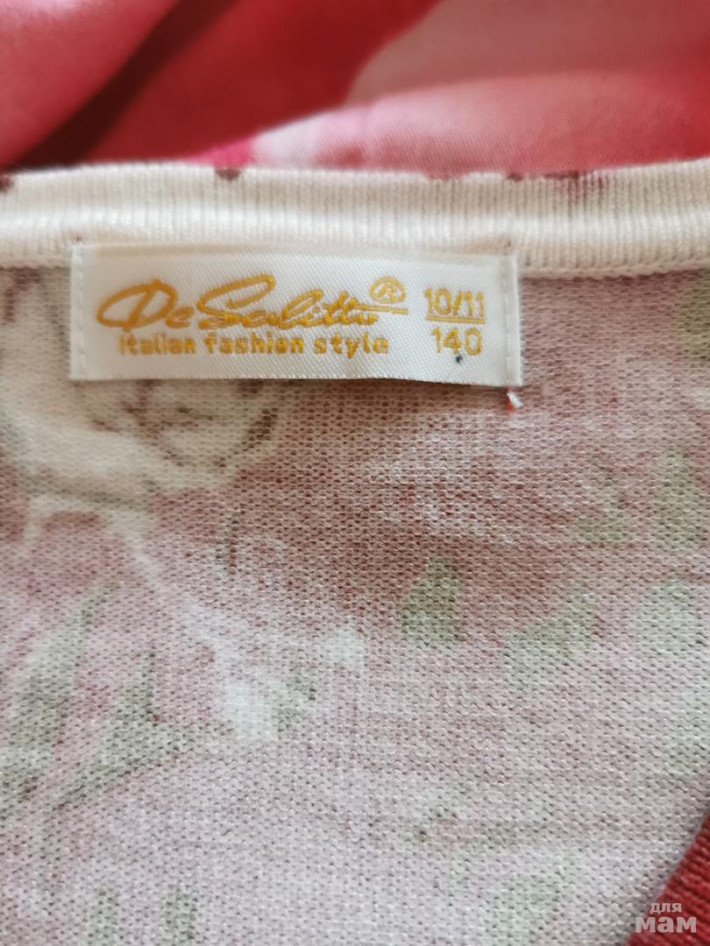 De Salitto ® 10/11
italian fashion style 140
для
мам